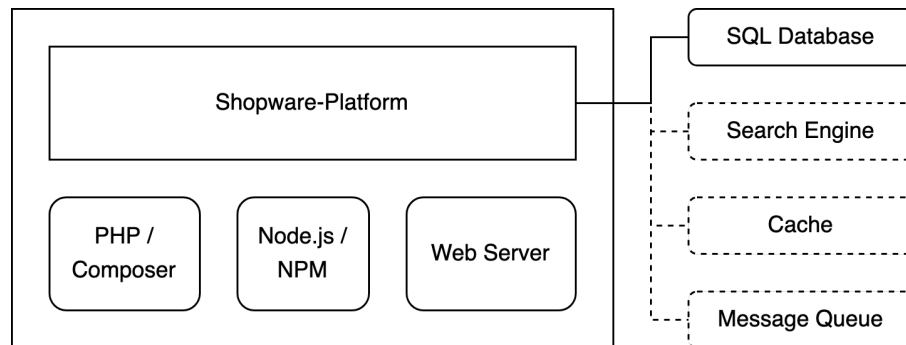 Shopware-Platform
PHP /
Composer
Node.js /
NPM
Web Server
SQL Database
Search Engine
Cache
Message Queue